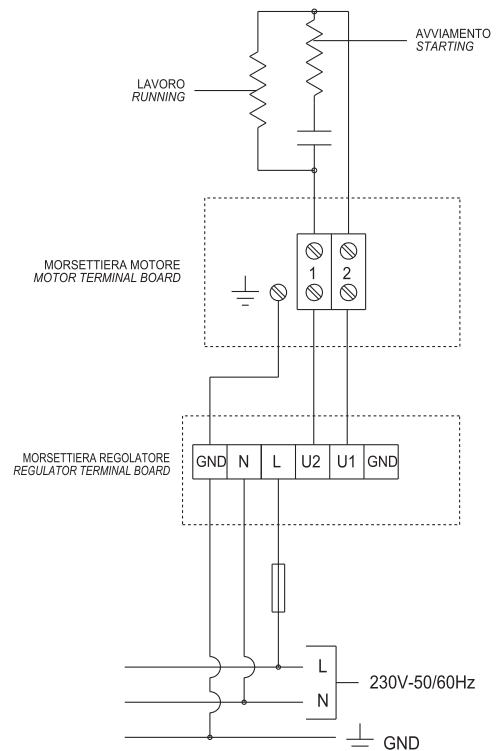 AVVIAMENTO
STARTING
LAVORO
RUNNING
MORSETTIERA MOTORE
MOTOR TERMINAL BOARD
1 2
MORSETTIERA REGOLATORE
REGULATOR TERMINAL BOARD
GND N L U2 U1 GND
L
N
230V-50/60Hz
GND